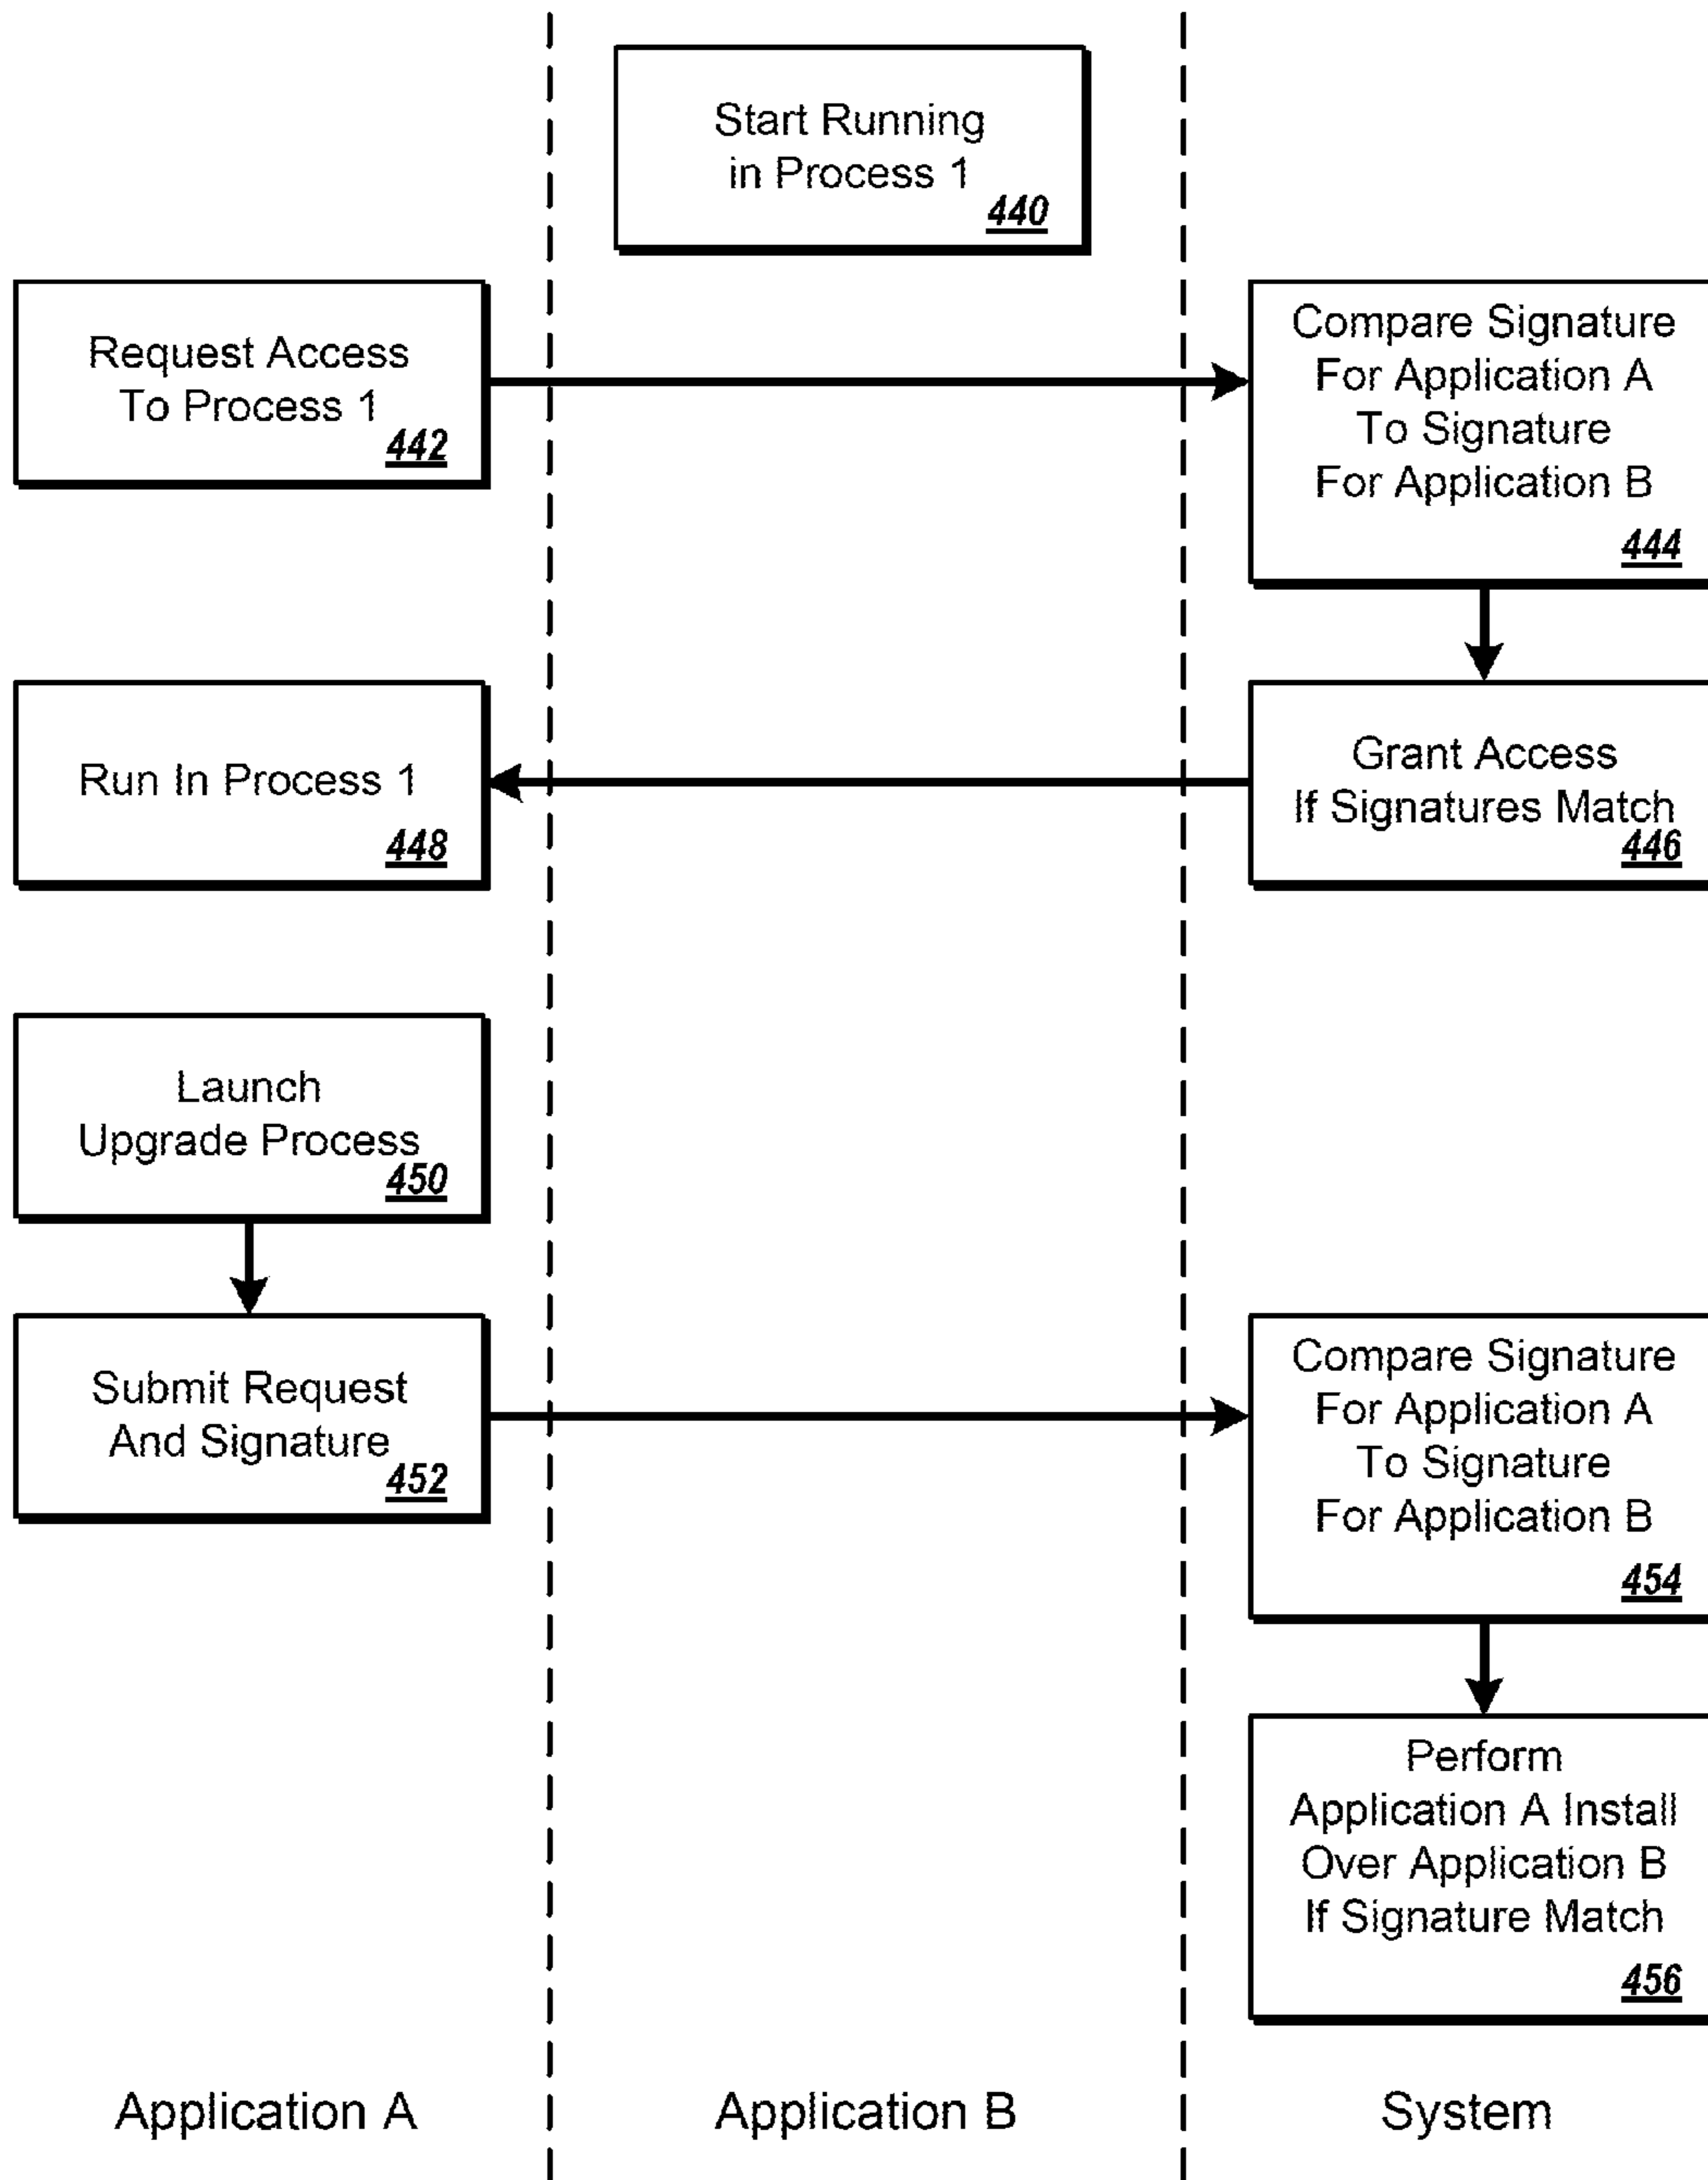 Start Running
in Process 1
440
Request Access
To Process 1
442
Compare Signature
For Application A
To Signature
For Application B
444
Run In Process 1
448
Grant Access
If Signatures Match
446
Launch
Upgrade Process
450
Submit Request
And Signature
452
Compare Signature
For Application A
To Signature
For Application B
454
Perform
Application A Install
Over Application B
If Signature Match
456
Application A
Application B
System